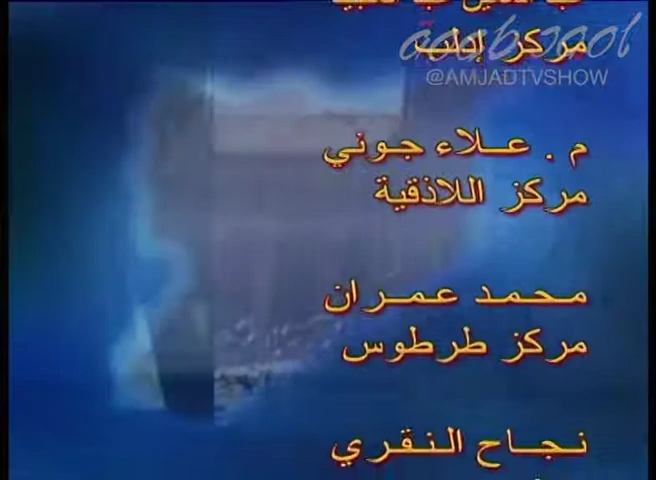 مركز إدلب
@AMJADTVSHOW
م . علاء جوني
مركز اللاذقية
محمد عمران
مركز طرطوس
نجاح النقري